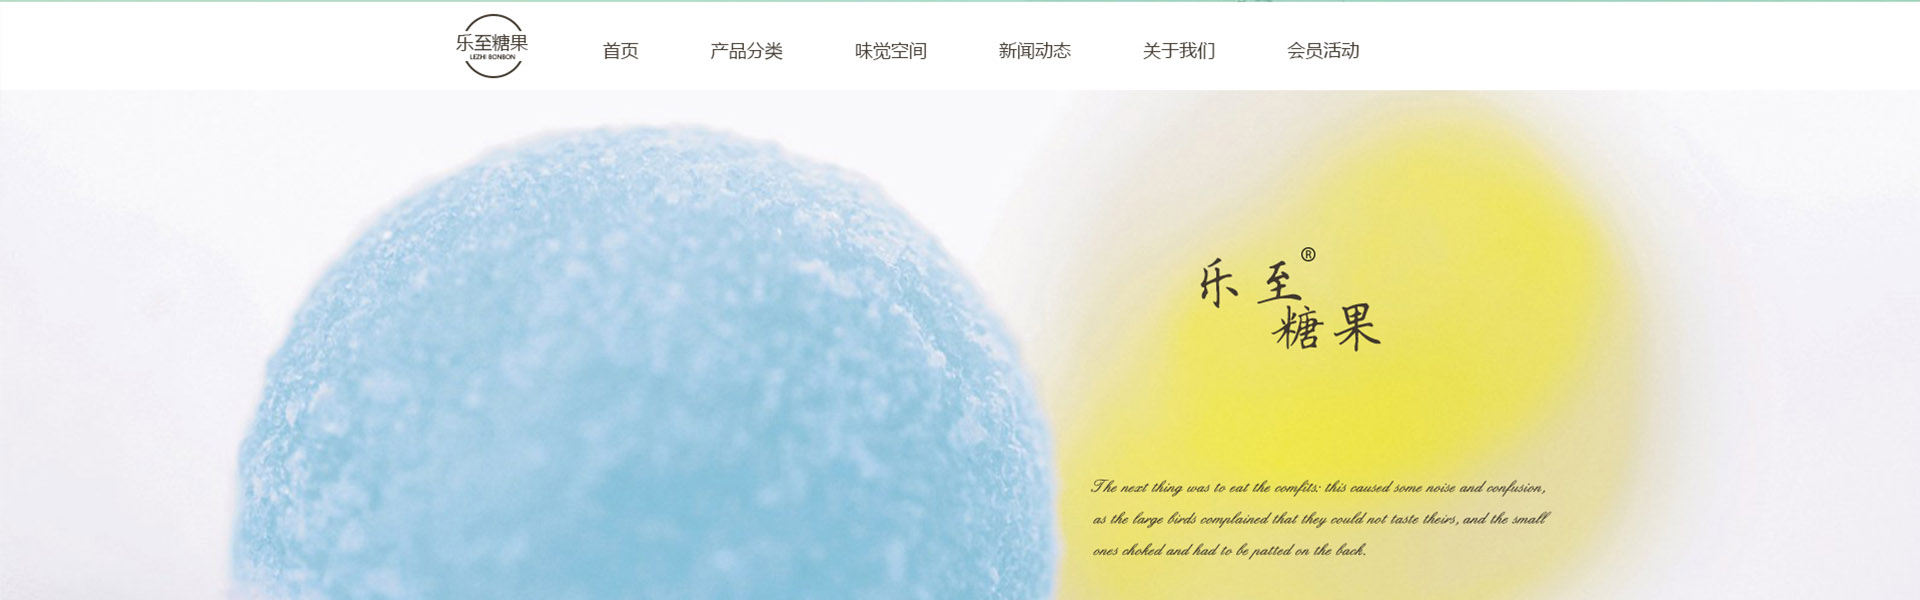 乐至糖果
LEZHI BONBON
首页 产品分类 味觉空间 新闻动态 关于我们 会员活动
乐至®
糖果
The next thing was to eat the comfits: this caused some noise and confusion,
as the large birds complained that they could not taste theirs, and the small
ones choked and had to be patted on the back.